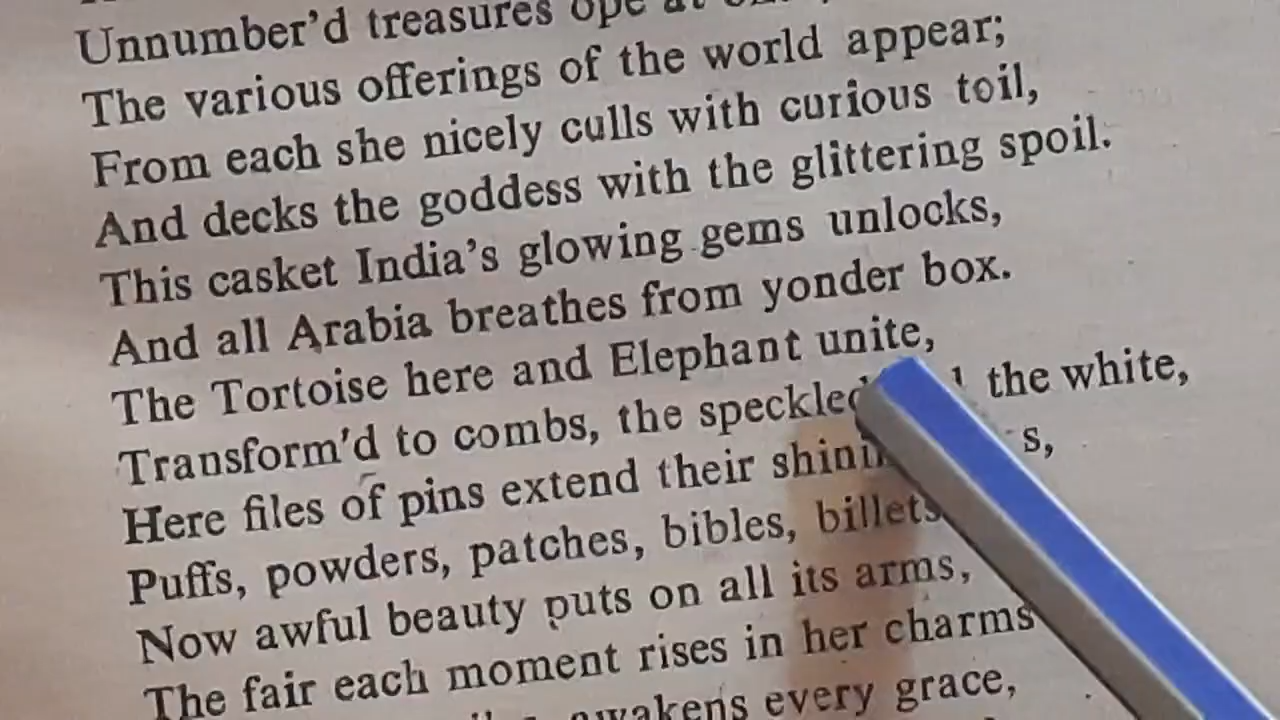 Unnumber'd treasures ope at
The various offerings of the world appear;
From each she nicely culls with curious toil,
And decks the goddess with the glittering spoil.
This casket India's glowing gems unlocks,
And all Arabia breathes from yonder box.
The Tortoise here and Elephant unite,
Transform'd to combs, the speckled the white,
Here files of pins extend their
Puffs, powders, patches, bibles, billets
Now awful beauty puts on all its arms,
The fair each moment rises in her charms
awakens every grace,